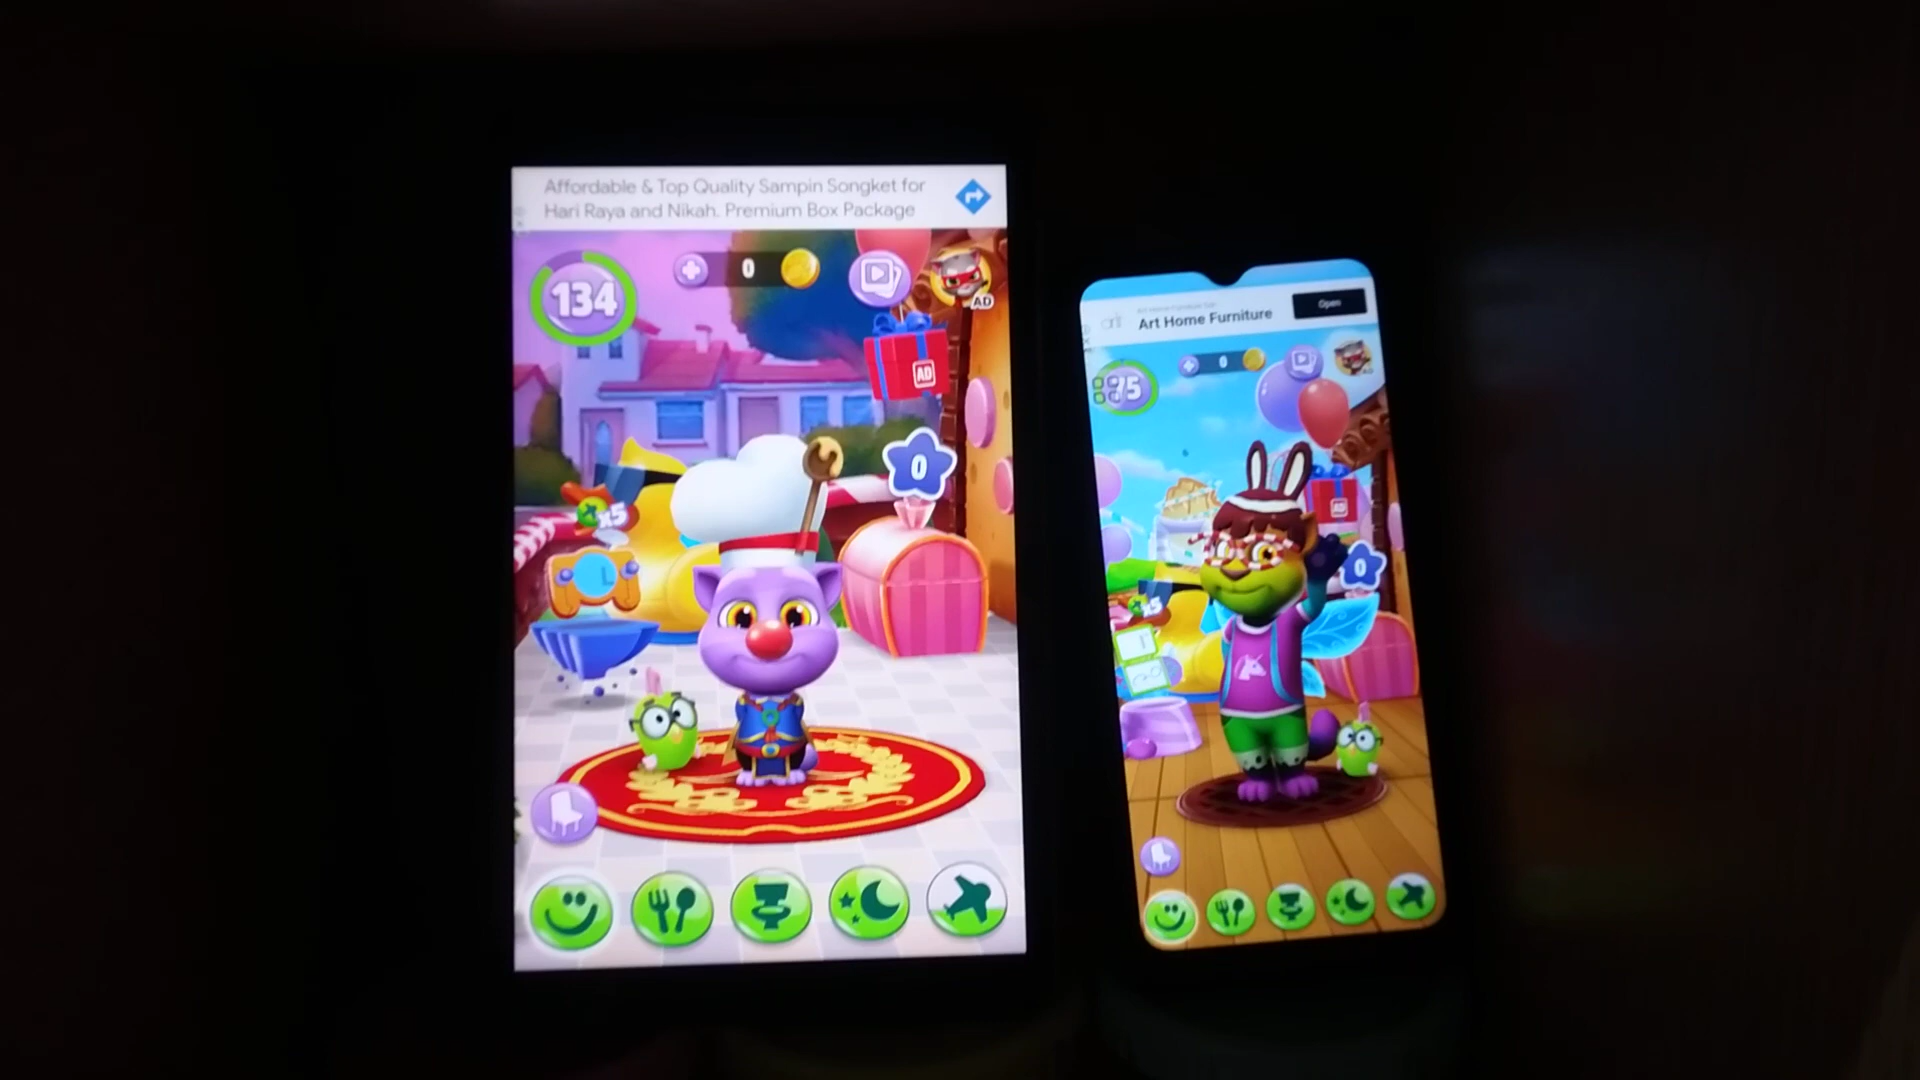 Affordable & Top Quality Sampin Songket for
Hari Raya and Nikah. Premium Box Package
134
0
AD
AD
0
x5
L
Art Home Furniture
Open
75
0
AD
0
x5